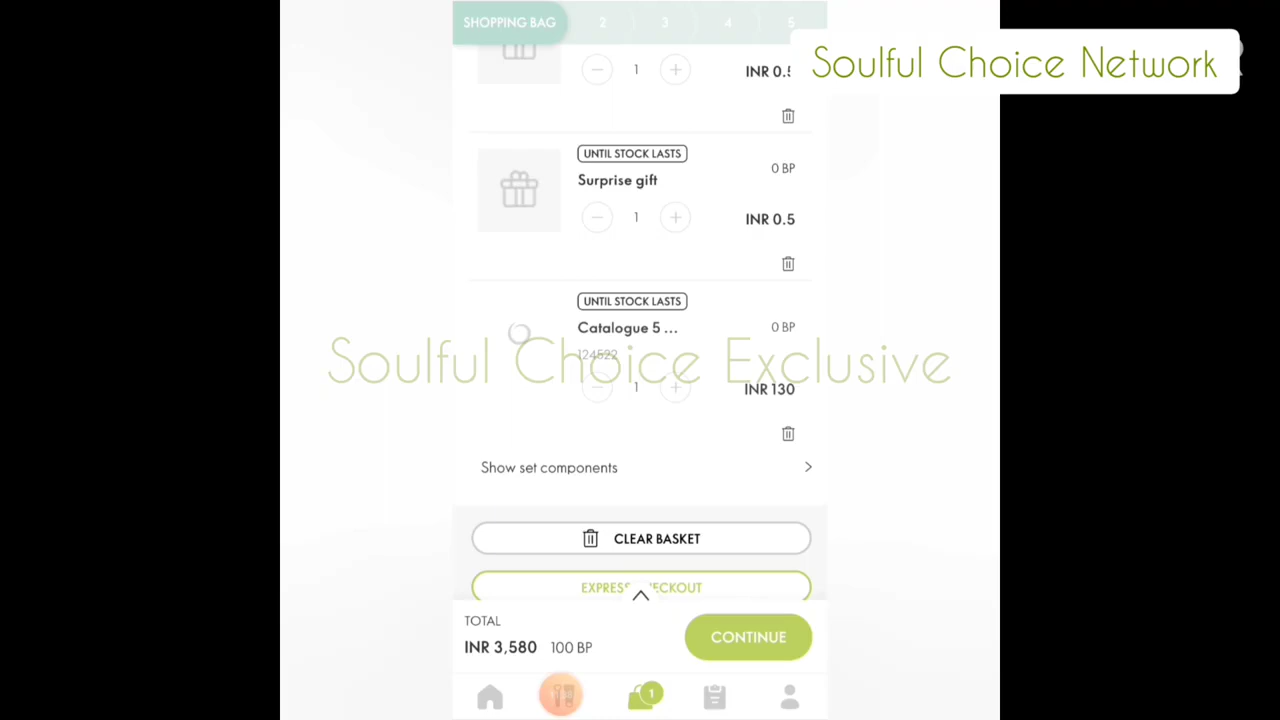 SHOPPING BAG 2 3 4 5
Soulful Choice Network
1 INR 0.5
UNTIL STOCK LASTS
0 BP
Surprise gift
1 INR 0.5
UNTIL STOCK LASTS
Catalogue 5 ... 0 BP
124522
Soulful Choice Exclusive
1 INR 130
Show set components
CLEAR BASKET
EXPRESS CHECKOUT
TOTAL
INR 3,580 100 BP
CONTINUE
1